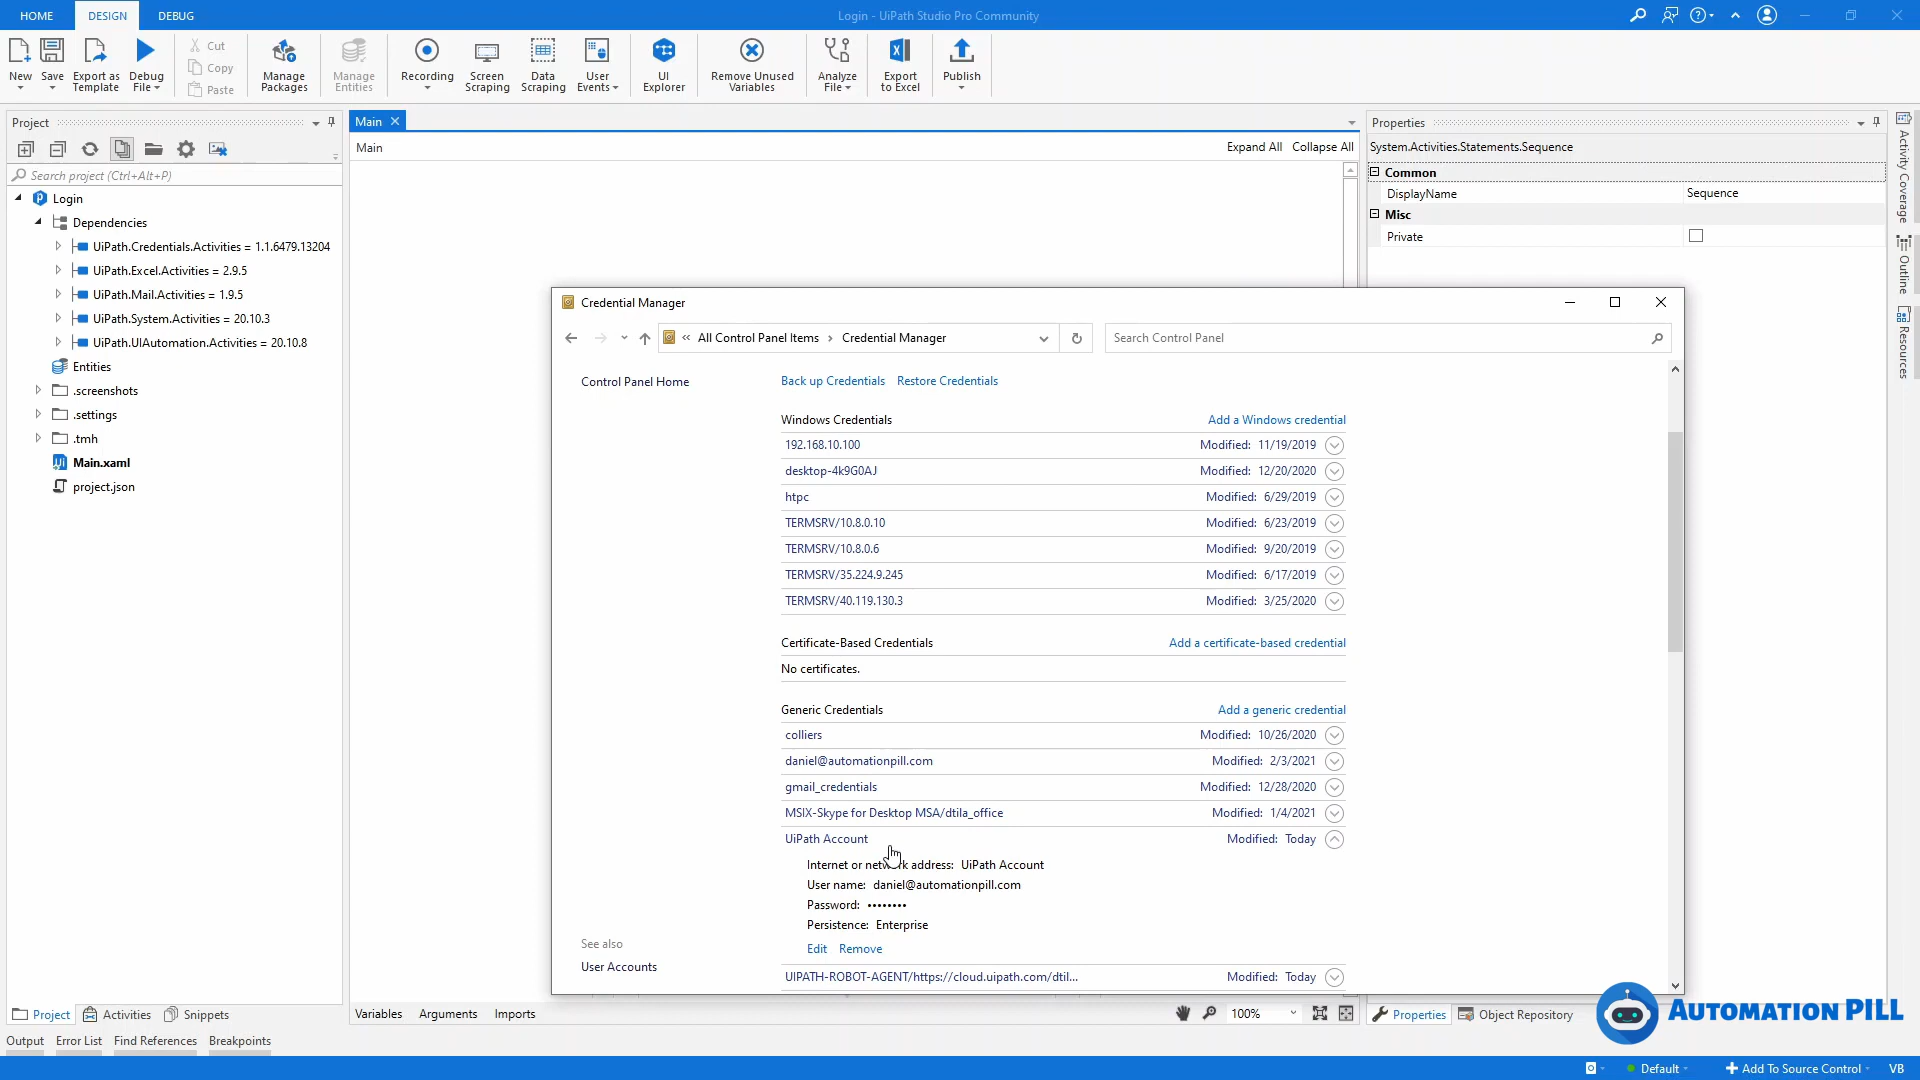 HOME
DESIGN
DEBUG
Login - UiPath Studio Pro Community
New
Save
Export as Template
Debug File
Cut
Copy
Paste
Manage Packages
Manage Entities
Recording
Screen Scraping
Data Scraping
User Events
UI Explorer
Remove Unused Variables
Analyze File
Export to Excel
Publish
Project
Search project (Ctrl+Alt+P)
Login
Dependencies
UiPath.Credentials.Activities = 1.1.6479.13204
UiPath.Excel.Activities = 2.9.5
UiPath.Mail.Activities = 1.9.5
UiPath.System.Activities = 20.10.3
UiPath.UIAutomation.Activities = 20.10.8
Entities
.screenshots
.settings
.tmh
Main.xaml
project.json
Main
Main
Expand All
Collapse All
Properties
System.Activities.Statements.Sequence
Common
DisplayName
Sequence
Misc
Private
Activity Coverage
Outline
Resources
Credential Manager
« All Control Panel Items › Credential Manager
Search Control Panel
Control Panel Home
Back up Credentials
Restore Credentials
Windows Credentials
Add a Windows credential
192.168.10.100
Modified: 11/19/2019
desktop-4k9G0AJ
Modified: 12/20/2020
htpc
Modified: 6/29/2019
TERMSRV/10.8.0.10
Modified: 6/23/2019
TERMSRV/10.8.0.6
Modified: 9/20/2019
TERMSRV/35.224.9.245
Modified: 6/17/2019
TERMSRV/40.119.130.3
Modified: 3/25/2020
Certificate-Based Credentials
Add a certificate-based credential
No certificates.
Generic Credentials
Add a generic credential
colliers
Modified: 10/26/2020
daniel@automationpill.com
Modified: 2/3/2021
gmail_credentials
Modified: 12/28/2020
MSIX-Skype for Desktop MSA/dtila_office
Modified: 1/4/2021
UiPath Account
Modified: Today
Internet or network address: UiPath Account
User name: daniel@automationpill.com
Password: ••••••••
Persistence: Enterprise
Edit
Remove
UIPATH-ROBOT-AGENT/https://cloud.uipath.com/dtil...
Modified: Today
See also
User Accounts
Project
Activities
Snippets
Variables
Arguments
Imports
100%
Properties
Object Repository
AUTOMATION PILL
Output
Error List
Find References
Breakpoints
Default
Add To Source Control
VB